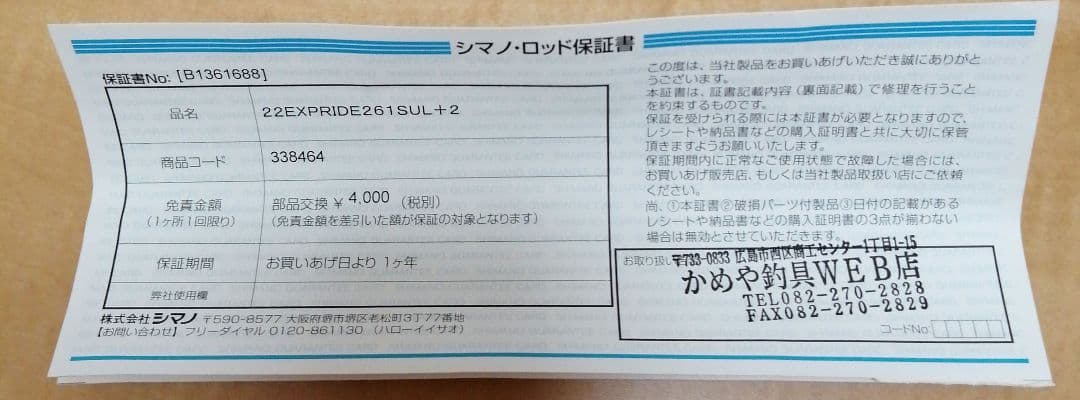 シマノ・ロッド保証書
保証書No: [B1361688]
品名 22EXPRIDE261SUL+2
商品コード 338464
免責金額 部品交換 ¥ 4,000 (税別)
(1ヶ所1回限り) (免責金額を差引いた額が保証の対象となります)
保証期間 お買いあげ日より 1ヶ年
弊社使用欄
株式会社 シマノ 〒590-8577 大阪府堺市堺区老松町3丁77番地
【お問い合わせ】 フリーダイヤル 0120-861130 (ハローイイサオ)
この度は、当社製品をお買いあげいただき誠にありがと
うございます。
本証書は、証書記載内容(裏面記載)で修理を行うこと
を約束するものです。
保証を受けられる際には本証書が必要となりますので、
レシートや納品書などの購入証明書と共に大切に保管
頂きますようお願いいたします。
保証期間内に正常なご使用状態で故障した場合には、
お買いあげ販売店、もしくは当社製品取扱い店にご依頼
ください。
尚、①本証書②破損パーツ付製品③日付の記載がある
レシートや納品書などの購入証明書の3点が揃わない
場合は無効とさせていただきます。
お取り扱い
〒733-0833 広島市西区商工センター1丁目1-15
かめや釣具WEB店
TEL082-270-2828
FAX082-270-2829
コードNo